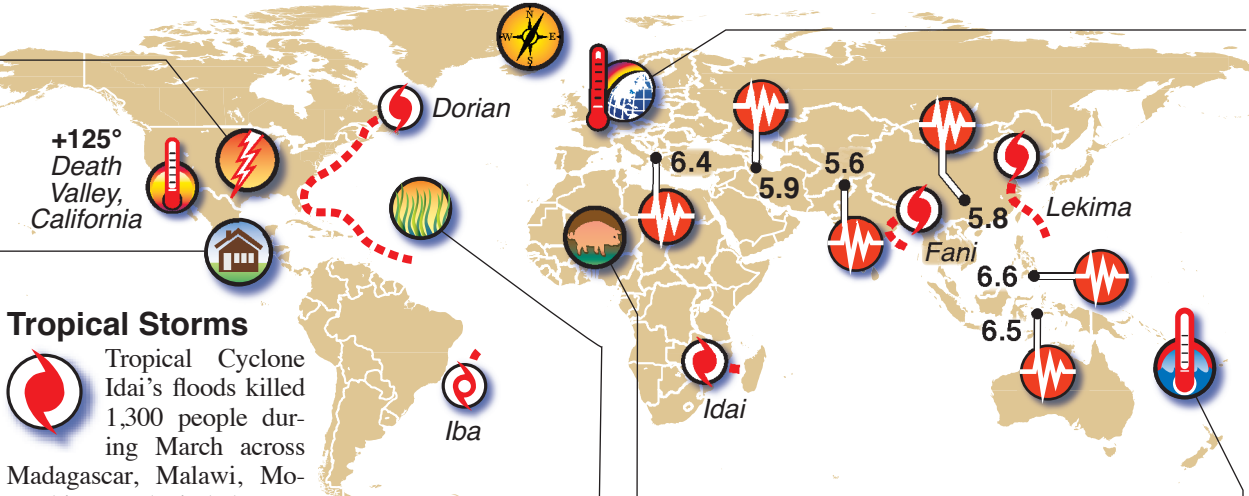 N
W E
S
Dorian
+125°
Death
Valley,
California
6.4
5.9
5.6
5.8
Lekima
Fani
6.6
6.5
Idai
Iba
Tropical Storms
Tropical Cyclone
Idai’s floods killed
1,300 people dur-
ing March across
Madagascar, Malawi, Mo-